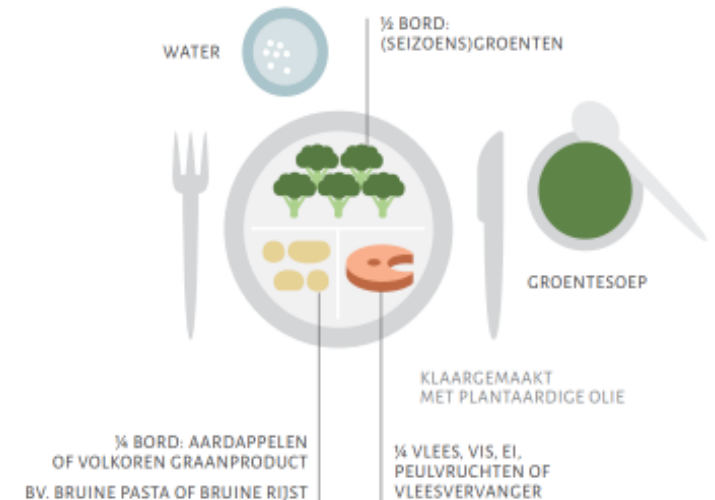 WATER
½ BORD:
(SEIZOENS)GROENTEN
GROENTESOEP
KLAARGEMAAKT
MET PLANTAARDIGE OLIE
¼ BORD: AARDAPPELEN
OF VOLKOREN GRAANPRODUCT
BV. BRUINE PASTA OF BRUINE RIJST
¼ VLEES, VIS, EI,
PEULVRUCHTEN OF
VLEESVERVANGER